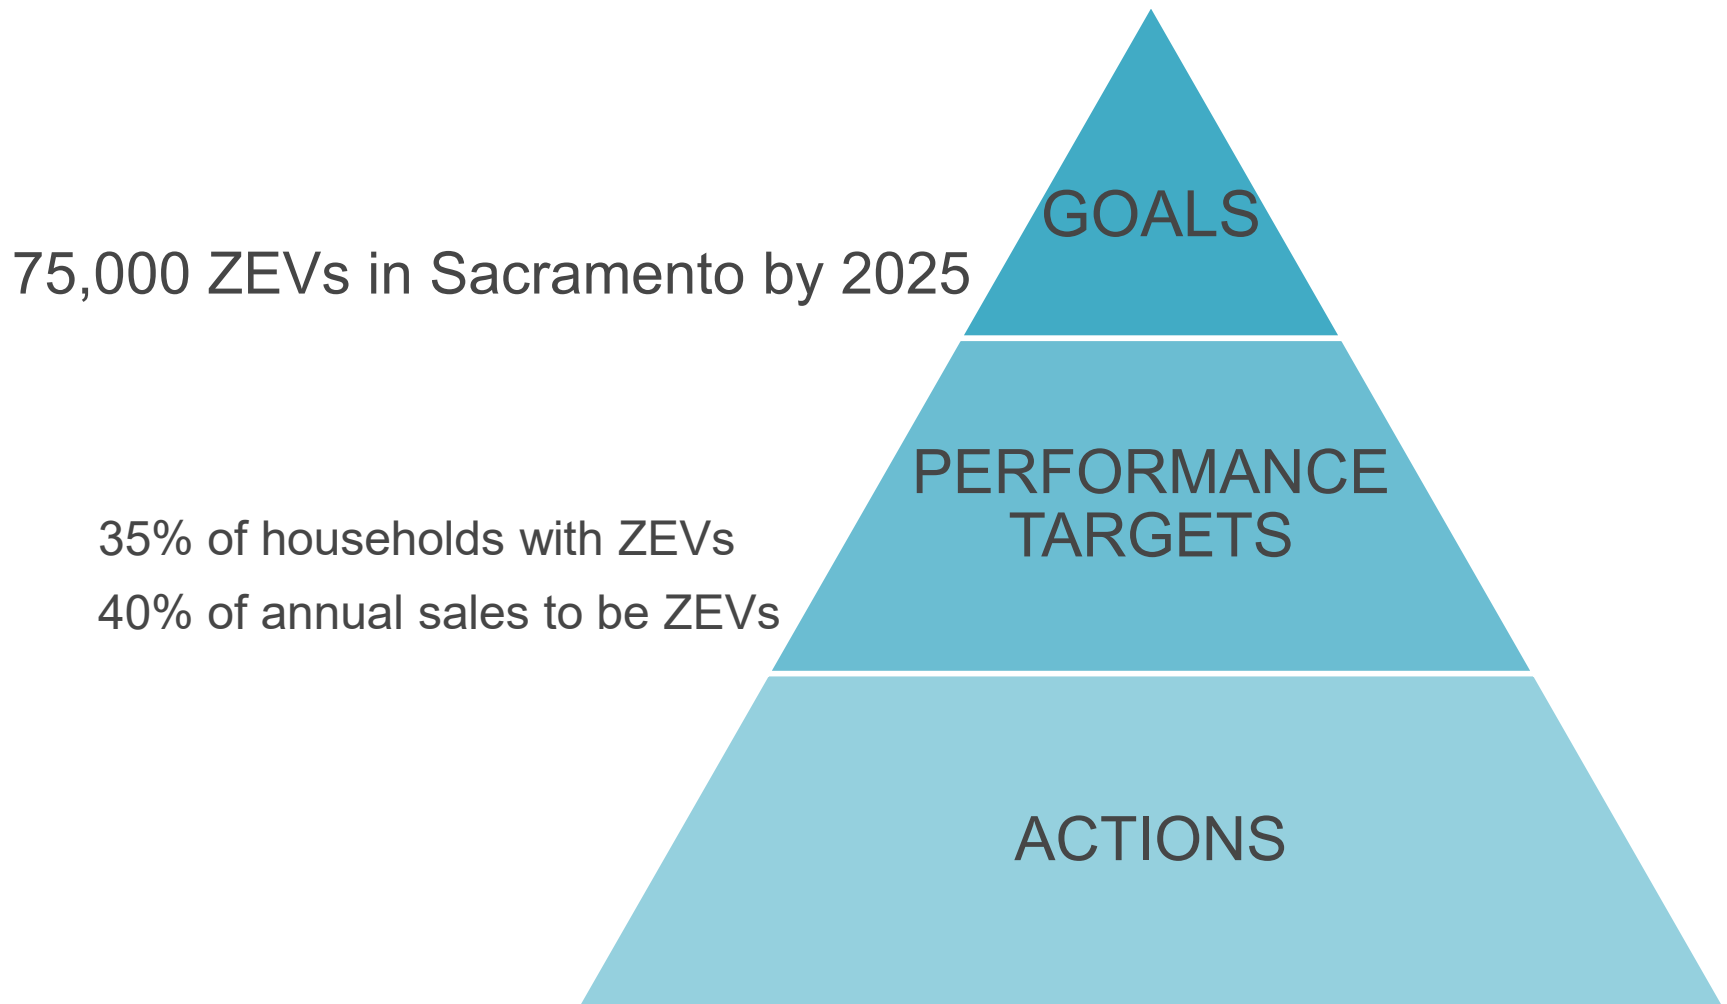 GOALS
75,000 ZEVs in Sacramento by 2025
PERFORMANCE
TARGETS
35% of households with ZEVs
40% of annual sales to be ZEVs
ACTIONS